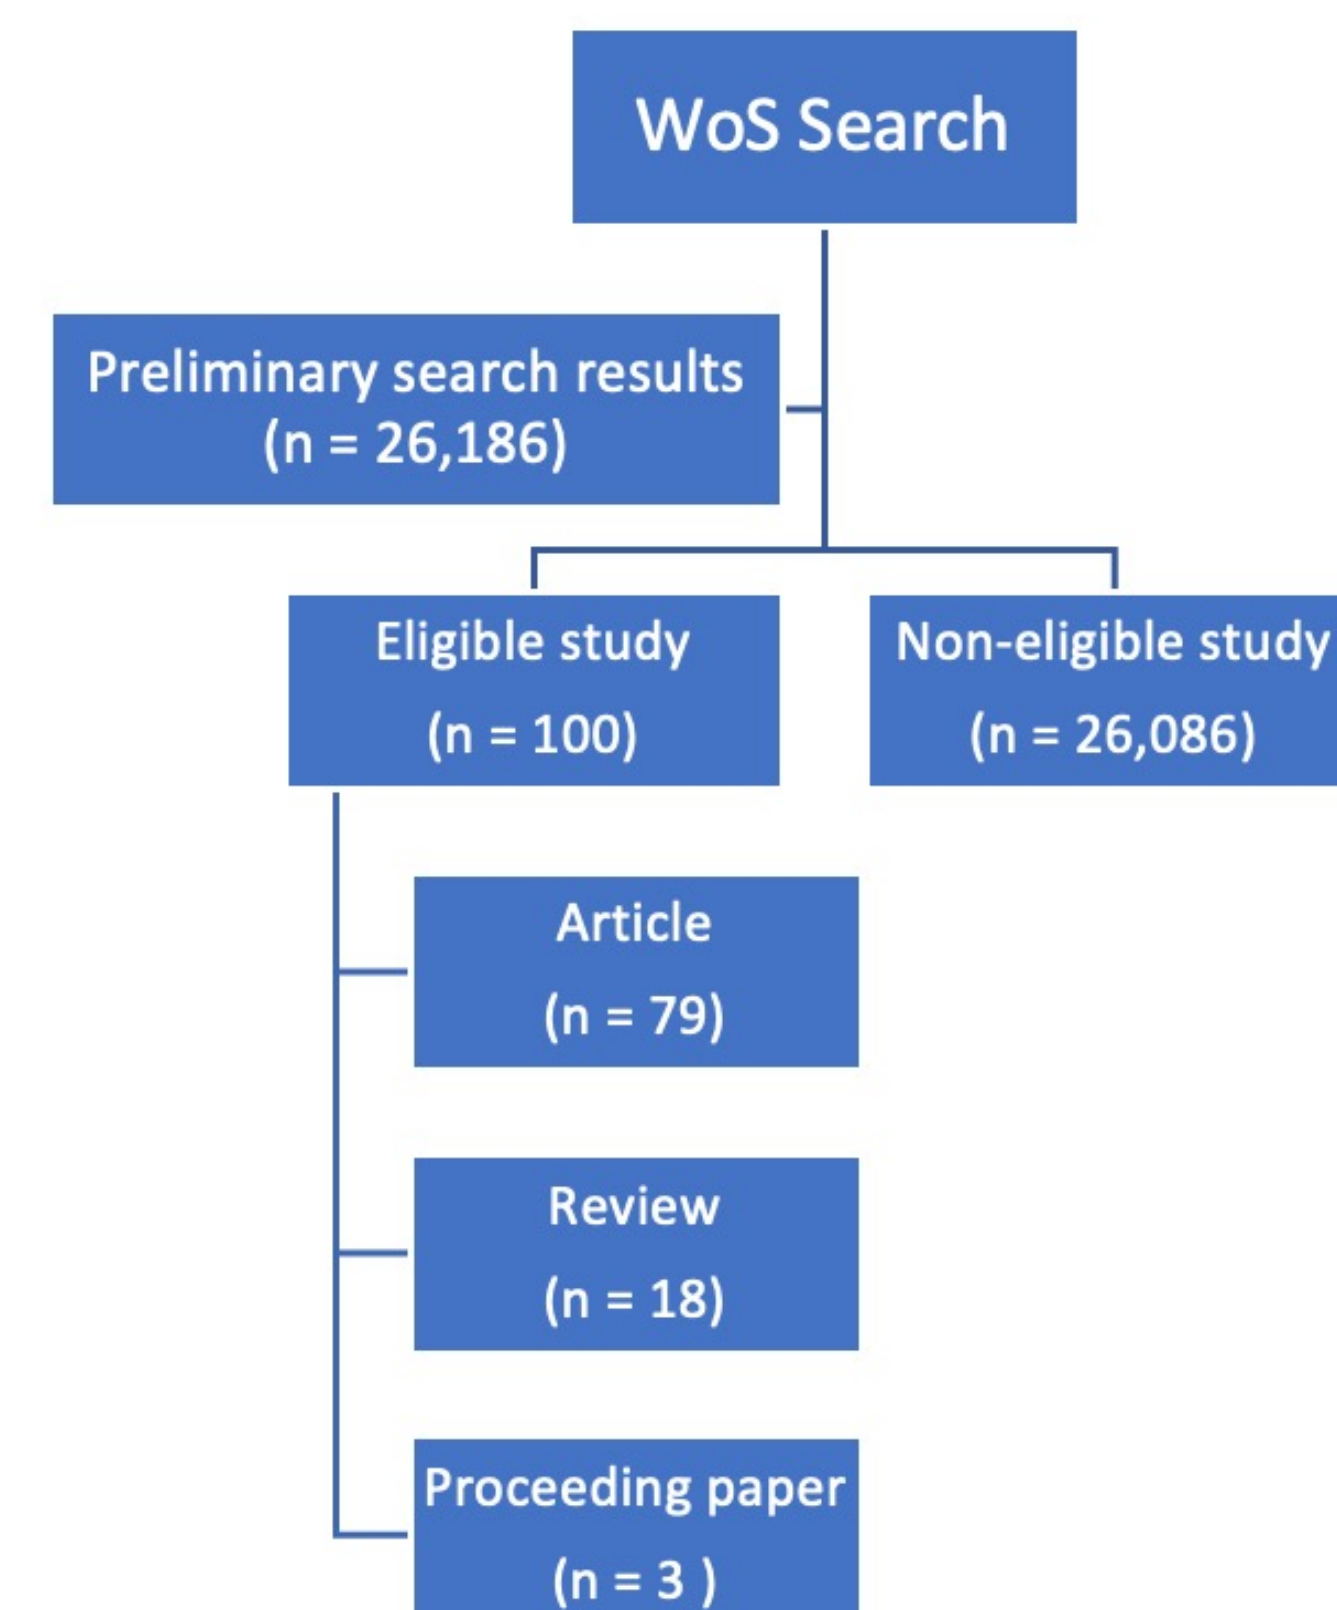 WoS Search
Preliminary search results
(n = 26,186)
Eligible study
(n = 100)
Non-eligible study
(n = 26,086)
Article
(n = 79)
Review
(n = 18)
Proceeding paper
(n = 3 )